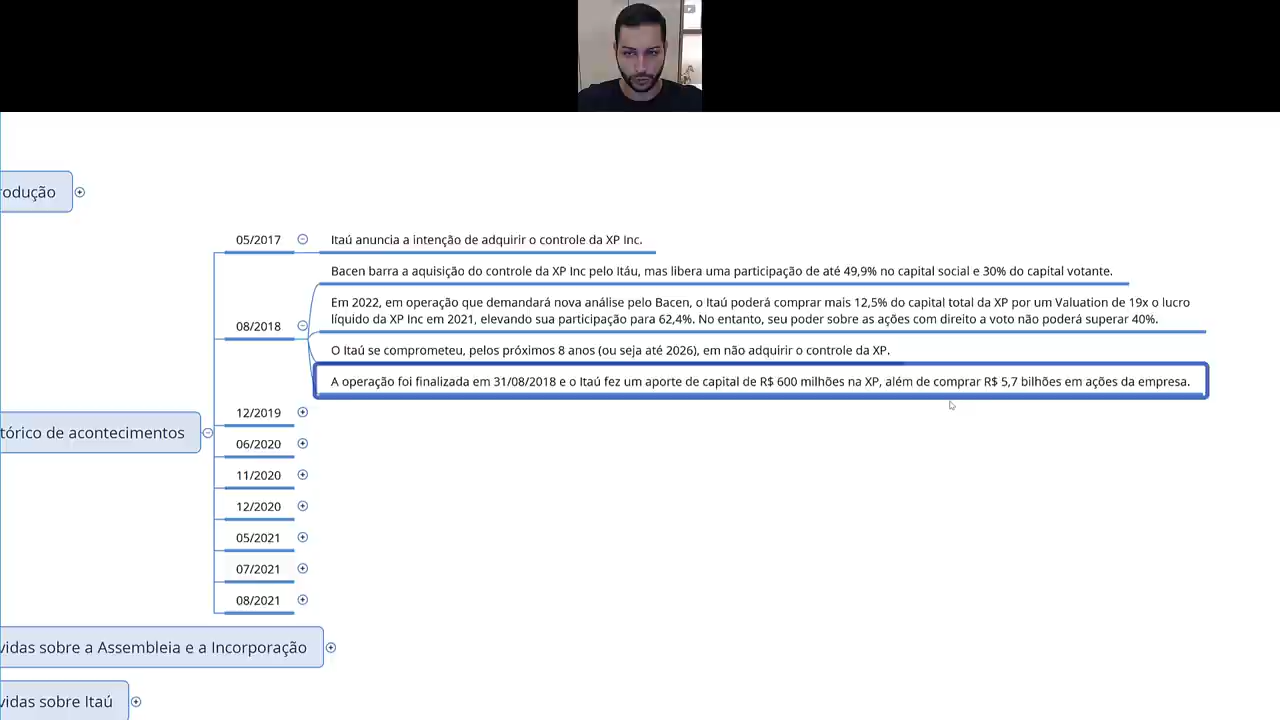 rodução
05/2017
Itaú anuncia a intenção de adquirir o controle da XP Inc.
Bacen barra a aquisição do controle da XP Inc pelo Itáu, mas libera uma participação de até 49,9% no capital social e 30% do capital votante.
Em 2022, em operação que demandará nova análise pelo Bacen, o Itaú poderá comprar mais 12,5% do capital total da XP por um Valuation de 19x o lucro
líquido da XP Inc em 2021, elevando sua participação para 62,4%. No entanto, seu poder sobre as ações com direito a voto não poderá superar 40%.
08/2018
O Itaú se comprometeu, pelos próximos 8 anos (ou seja até 2026), em não adquirir o controle da XP.
A operação foi finalizada em 31/08/2018 e o Itaú fez um aporte de capital de R$ 600 milhões na XP, além de comprar R$ 5,7 bilhões em ações da empresa.
12/2019
tórico de acontecimentos
06/2020
11/2020
12/2020
05/2021
07/2021
08/2021
vidas sobre a Assembleia e a Incorporação
vidas sobre Itaú